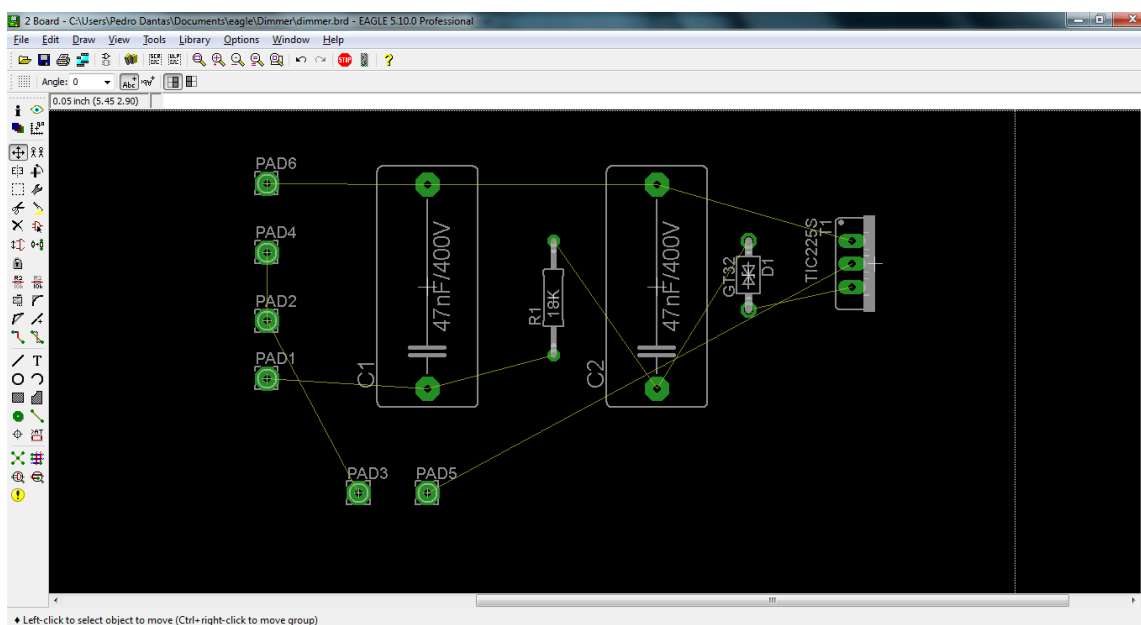 2 Board - C:\Users\Pedro Dantas\Documents\eagle\Dimmer\dimmer.brd - EAGLE 5.10.0 Professional
File Edit Draw View Tools Library Options Window Help
Angle: 0
0.05 inch (5.45 2.90)
PAD6
PAD4
PAD2
PAD1
PAD3
PAD5
C1
47nF/400V
R1
18K
C2
47nF/400V
GT32
D1
TIC225S
T1
Left-click to select object to move (Ctrl+right-click to move group)